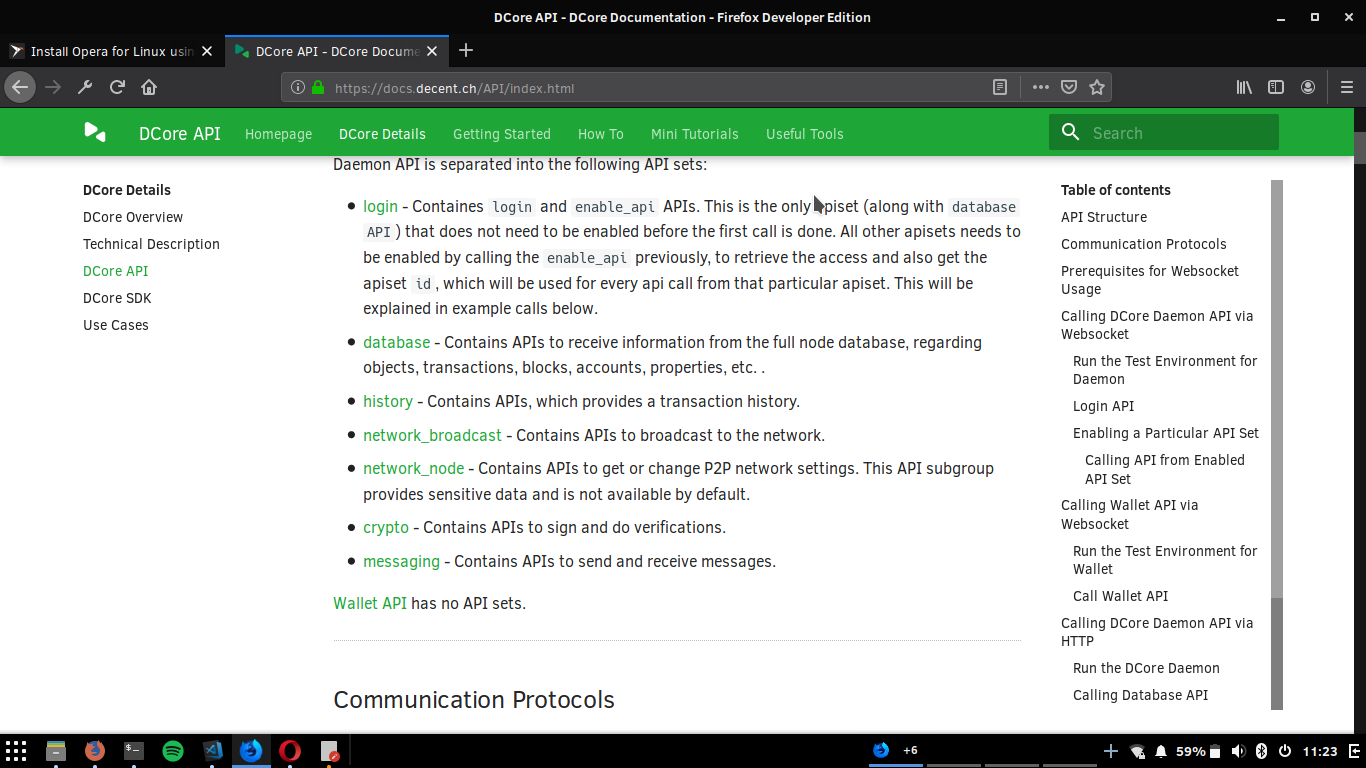 DCore API - DCore Documentation - Firefox Developer Edition
Install Opera for Linux usin
DCore API - DCore Docume
https://docs.decent.ch/API/index.html
DCore API
Homepage
DCore Details
Getting Started
How To
Mini Tutorials
Useful Tools
Search
DCore Details
DCore Overview
Technical Description
DCore API
DCore SDK
Use Cases
Daemon API is separated into the following API sets:
login - Containes login and enable_api APIs. This is the only apiset (along with database
API ) that does not need to be enabled before the first call is done. All other apisets needs to
be enabled by calling the enable_api previously, to retrieve the access and also get the
apiset id , which will be used for every api call from that particular apiset. This will be
explained in example calls below.
database - Contains APIs to receive information from the full node database, regarding
objects, transactions, blocks, accounts, properties, etc. .
history - Contains APIs, which provides a transaction history.
network_broadcast - Contains APIs to broadcast to the network.
network_node - Contains APIs to get or change P2P network settings. This API subgroup
provides sensitive data and is not available by default.
crypto - Contains APIs to sign and do verifications.
messaging - Contains APIs to send and receive messages.
Wallet API has no API sets.
Communication Protocols
Table of contents
API Structure
Communication Protocols
Prerequisites for Websocket
Usage
Calling DCore Daemon API via
Websocket
Run the Test Environment for
Daemon
Login API
Enabling a Particular API Set
Calling API from Enabled
API Set
Calling Wallet API via
Websocket
Run the Test Environment for
Wallet
Call Wallet API
Calling DCore Daemon API via
HTTP
Run the DCore Daemon
Calling Database API
+6
59%
11:23